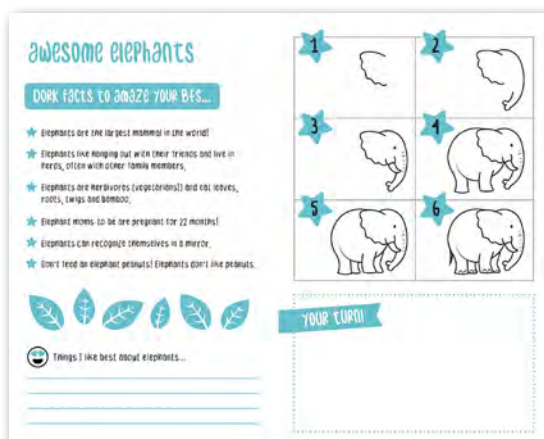 awesome elephants
DORK FACTS TO AMAZE YOUR BFS...
Elephants are the largest mammal in the world!
Elephants like hanging out with their friends and live in
herds, often with other family members.
Elephants are herbivores (vegetarians!) and eat leaves,
roots, twigs and bamboo.
Elephant moms-to be are pregnant for 22 months!
Elephants can recognize themselves in a mirror.
Don't feed an elephant peanuts! Elephants don't like peanuts.
Things I like best about elephants...
1
2
3
4
5
6
YOUR TURN!